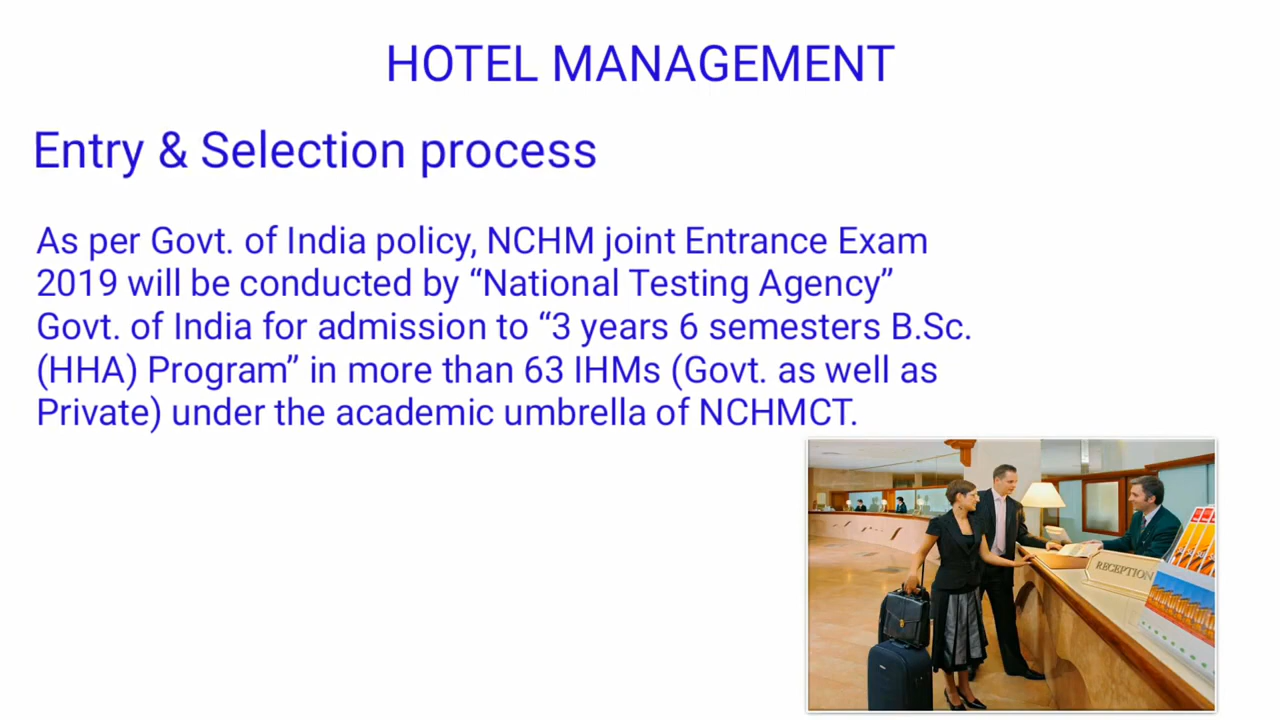 HOTEL MANAGEMENT
Entry & Selection process
As per Govt. of India policy, NCHM joint Entrance Exam
2019 will be conducted by “National Testing Agency”
Govt. of India for admission to “3 years 6 semesters B.Sc.
(HHA) Program” in more than 63 IHMs (Govt. as well as
Private) under the academic umbrella of NCHMCT.
RECEPTION